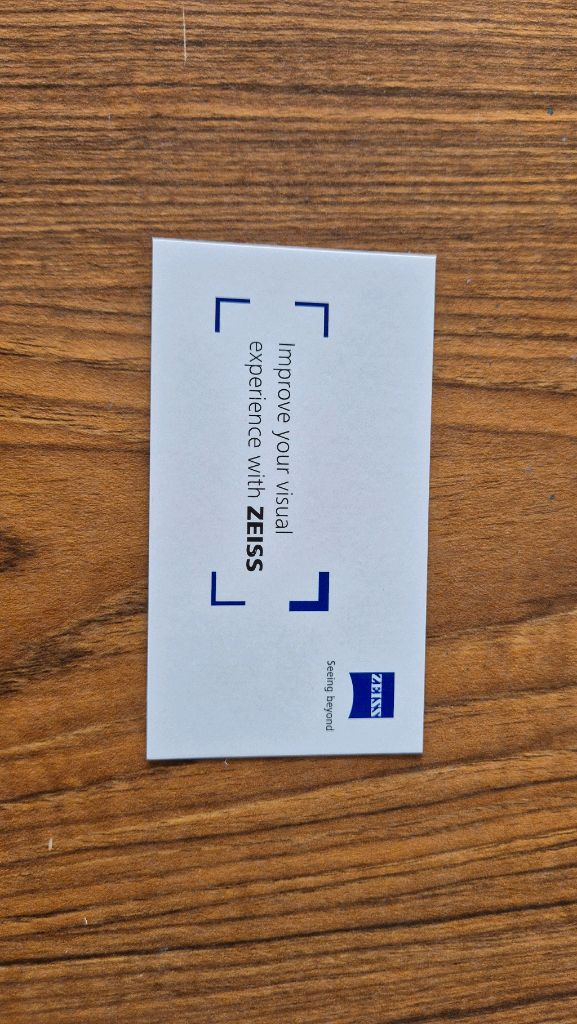 ZEISS
Seeing beyond
Improve your visual
experience with ZEISS